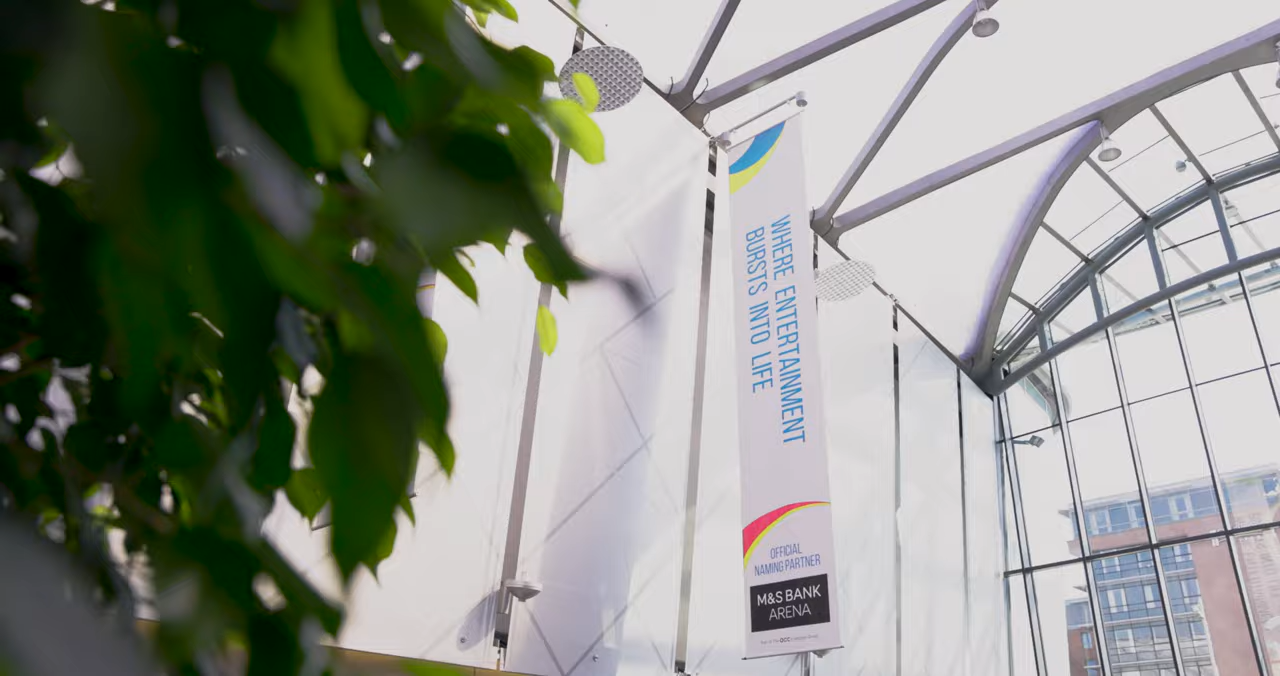 WHERE ENTERTAINMENT
BURSTS INTO LIFE
OFFICIAL
NAMING PARTNER
M&S BANK
ARENA